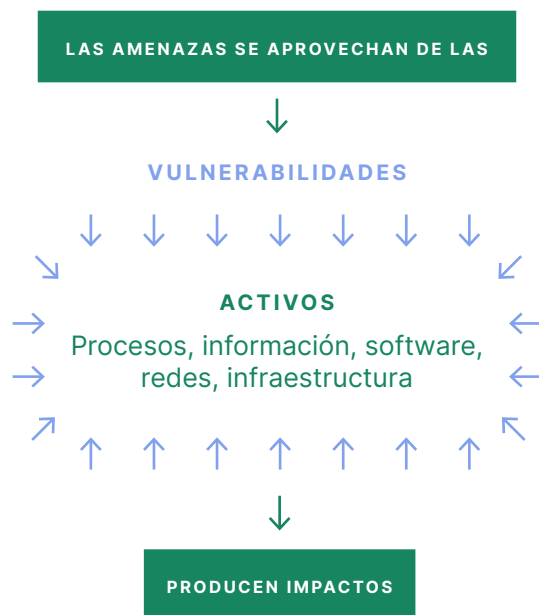 LAS AMENAZAS SE APROVECHAN DE LAS
VULNERABILIDADES
ACTIVOS
Procesos, información, software,
redes, infraestructura
PRODUCEN IMPACTOS